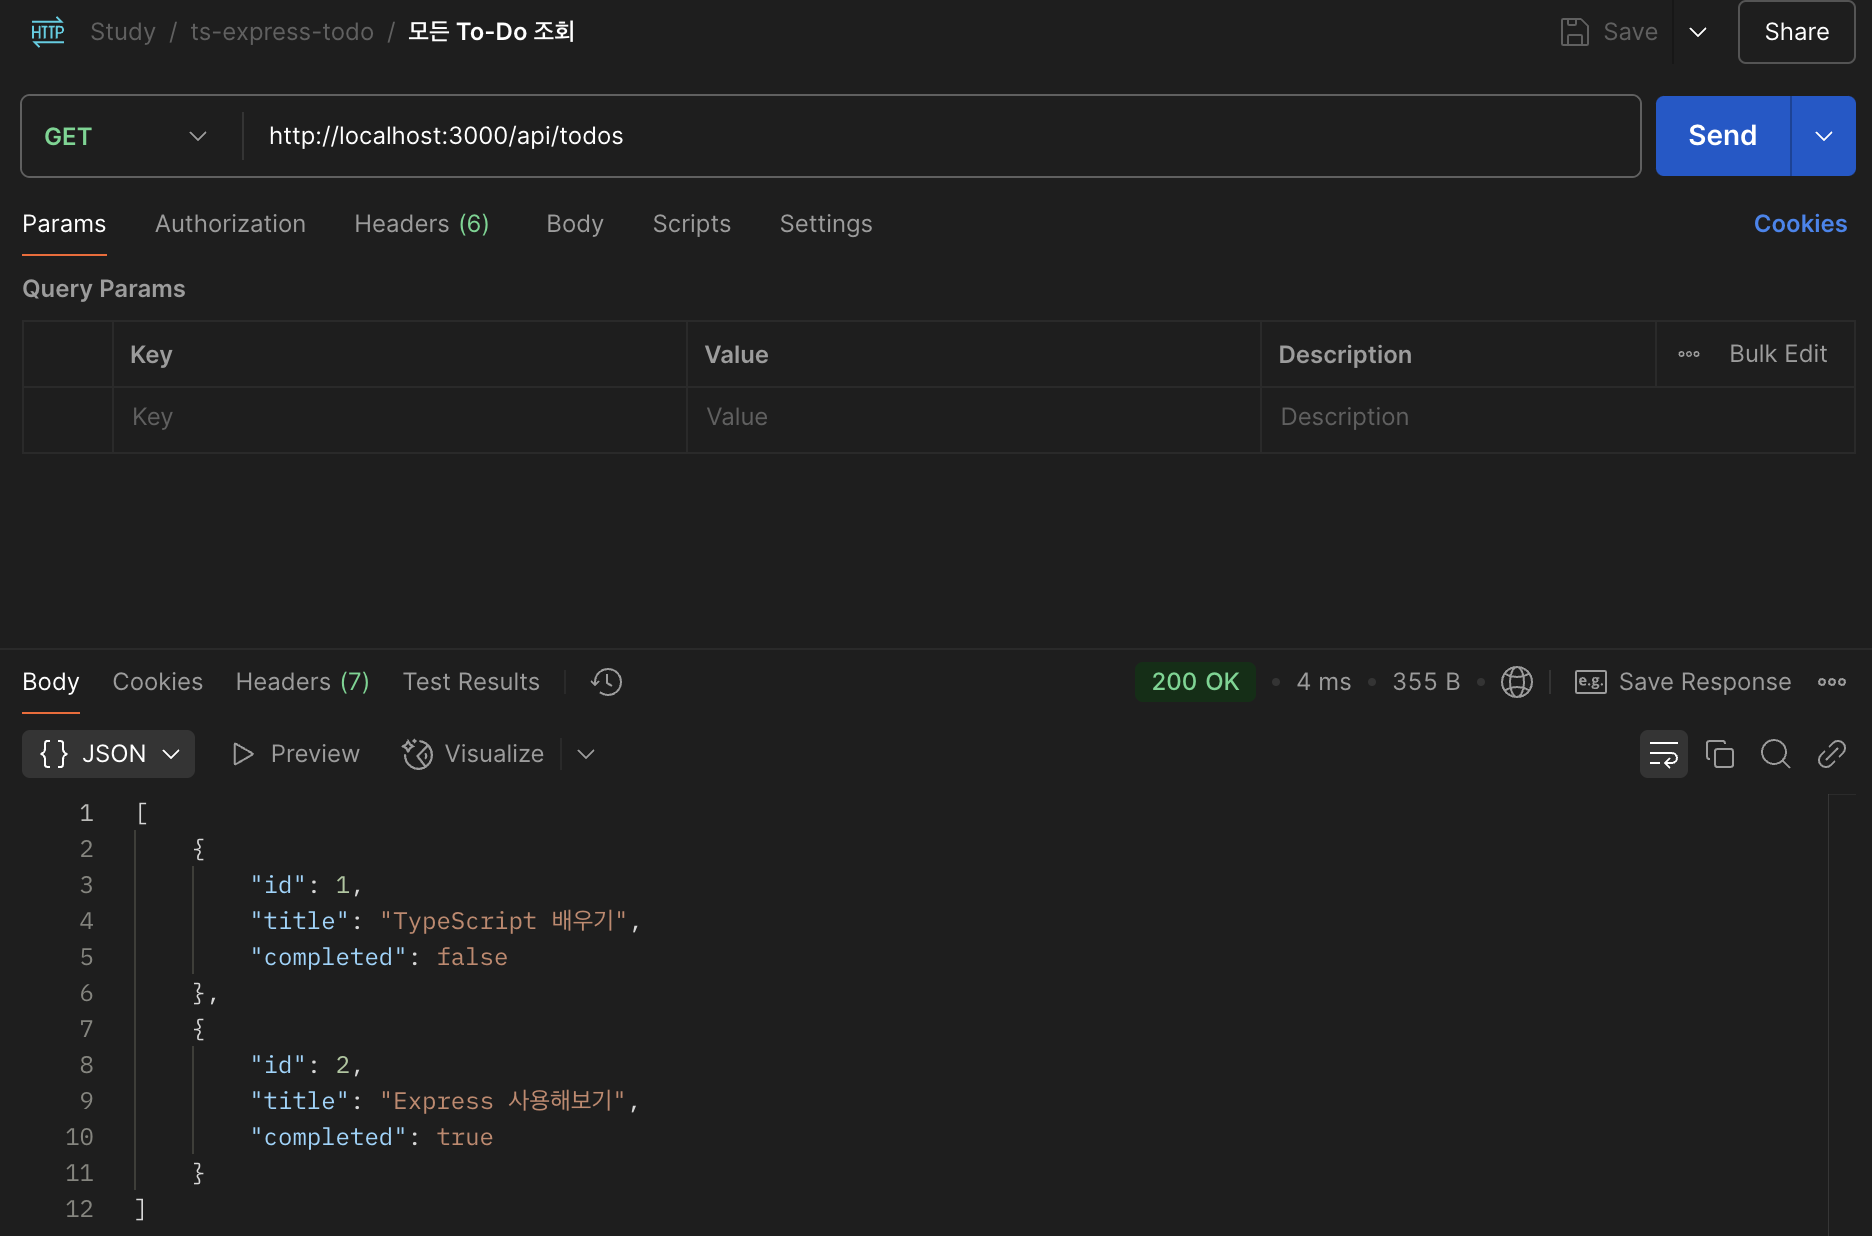 HTTP Study / ts-express-todo / 모든 To-Do 조회 Save Share
GET http://localhost:3000/api/todos Send
Params Authorization Headers (6) Body Scripts Settings Cookies
Query Params
Key Value Description Bulk Edit
Key Value Description
Body Cookies Headers (7) Test Results 200 OK • 4 ms • 355 B • e.g. Save Response
{} JSON Preview Visualize
1 [
2 {
3 "id": 1,
4 "title": "TypeScript 배우기",
5 "completed": false
6 },
7 {
8 "id": 2,
9 "title": "Express 사용해보기",
10 "completed": true
11 }
12 ]